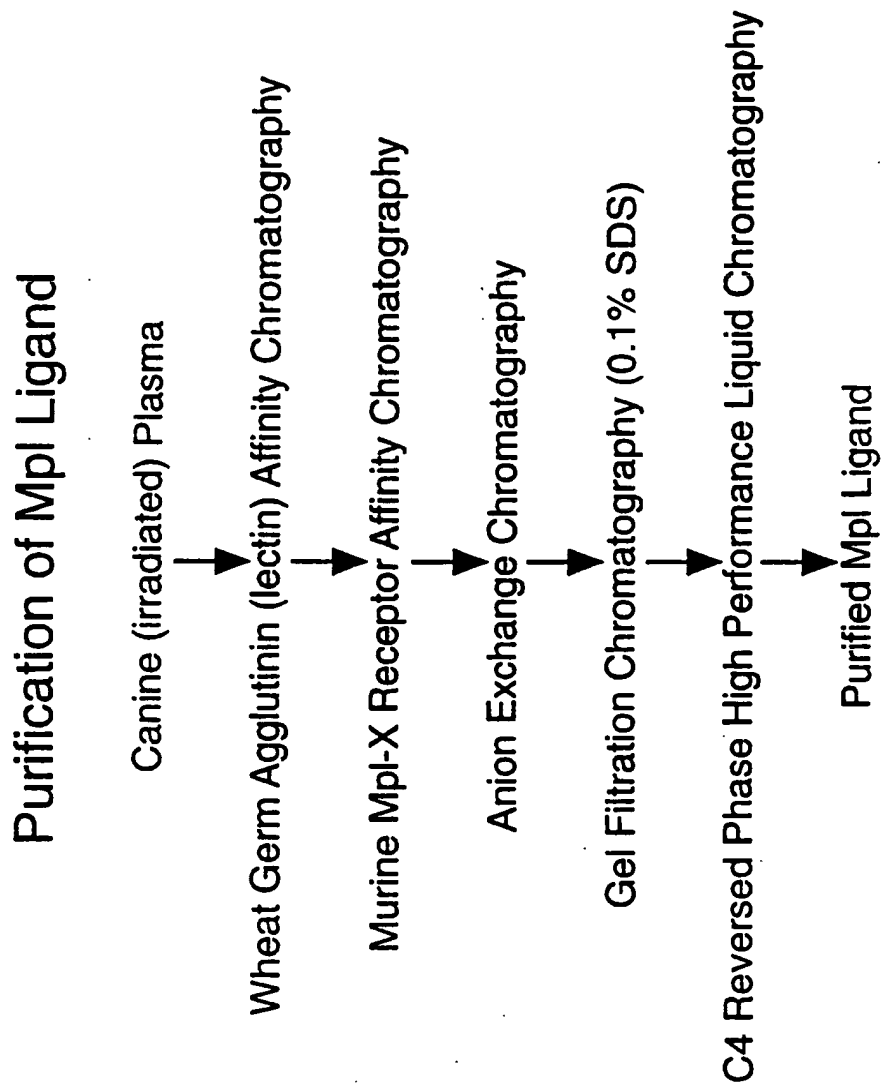 Purification of Mpl Ligand
Canine (irradiated) Plasma
Wheat Germ Agglutinin (lectin) Affinity Chromatography
Murine Mpl-X Receptor Affinity Chromatography
Anion Exchange Chromatography
Gel Filtration Chromatography (0.1% SDS)
C4 Reversed Phase High Performance Liquid Chromatography
Purified Mpl Ligand